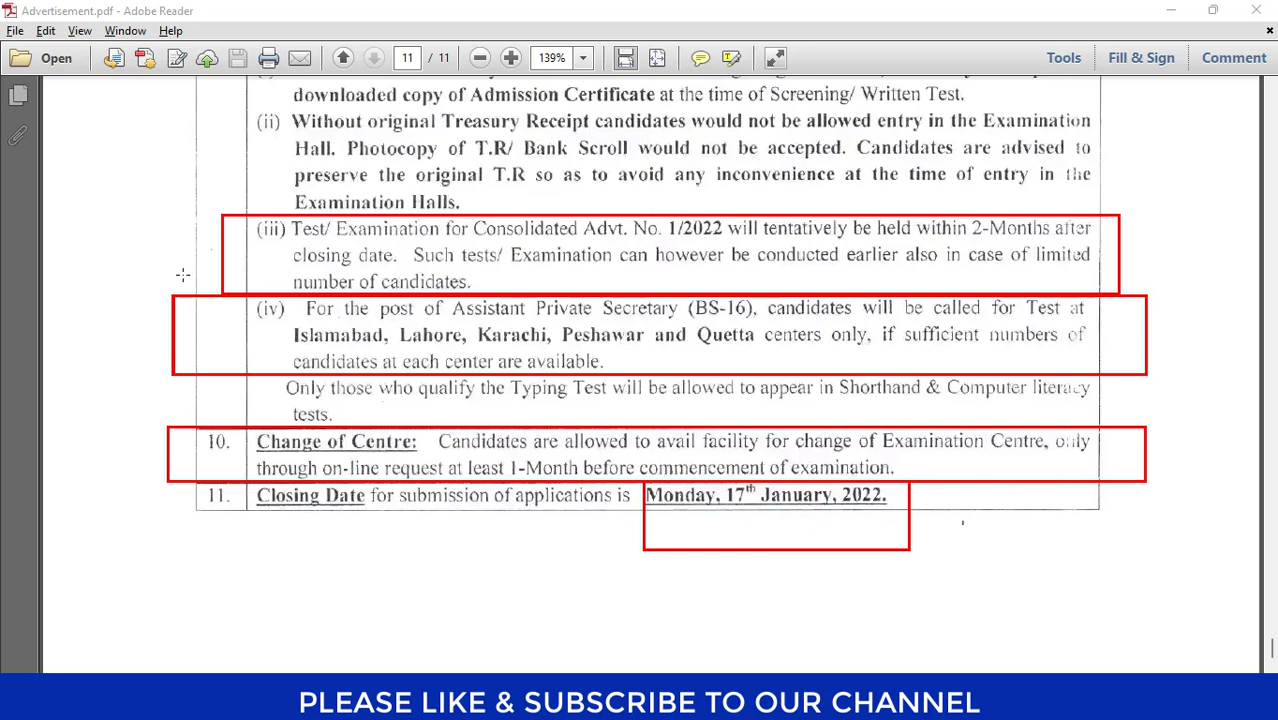 Advertisement.pdf - Adobe Reader
File Edit View Window Help
Open 11 / 11 139% Tools Fill & Sign Comment
downloaded copy of Admission Certificate at the time of Screening/ Written Test.
(ii) Without original Treasury Receipt candidates would not be allowed entry in the Examination
Hall. Photocopy of T.R/ Bank Scroll would not be accepted. Candidates are advised to
preserve the original T.R so as to avoid any inconvenience at the time of entry in the
Examination Halls.
(iii) Test/ Examination for Consolidated Advt. No. 1/2022 will tentatively be held within 2-Months after
closing date. Such tests/ Examination can however be conducted earlier also in case of limited
number of candidates.
(iv) For the post of Assistant Private Secretary (BS-16), candidates will be called for Test at
Islamabad, Lahore, Karachi, Peshawar and Quetta centers only, if sufficient numbers of
candidates at each center are available.
Only those who qualify the Typing Test will be allowed to appear in Shorthand & Computer literacy
tests.
10. Change of Centre: Candidates are allowed to avail facility for change of Examination Centre, only
through on-line request at least 1-Month before commencement of examination.
11. Closing Date for submission of applications is Monday, 17th January, 2022.
PLEASE LIKE & SUBSCRIBE TO OUR CHANNEL